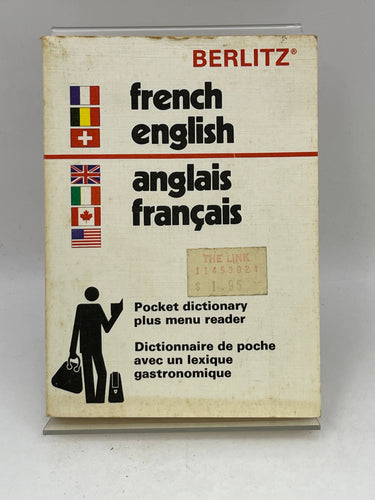 BERLITZ®
french
english
anglais
français
THE LINK
11450024
$ 1.95
Pocket dictionary
plus menu reader
Dictionnaire de poche
avec un lexique
gastronomique